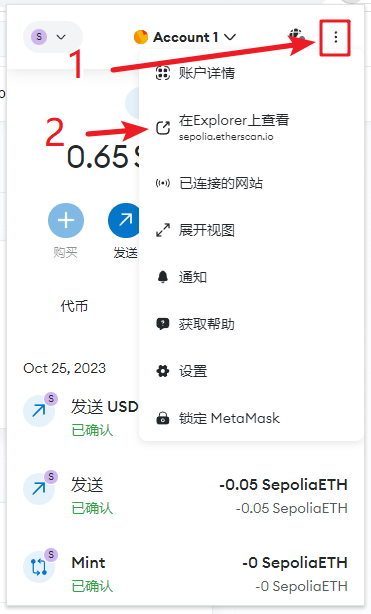 S
Account 1
1
账户详情
2
在Explorer上查看
sepolia.etherscan.io
0.65 S
已连接的网站
展开视图
购买
发送
通知
代币
获取帮助
设置
Oct 25, 2023
锁定 MetaMask
S
发送 USD
已确认
S
发送
-0.05 SepoliaETH
已确认
-0.05 SepoliaETH
S
Mint
-0 SepoliaETH
已确认
-0 SepoliaETH